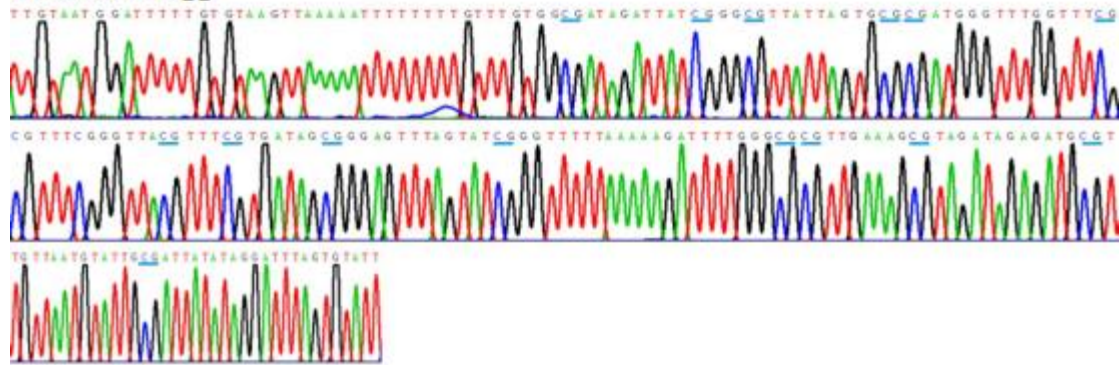 TTGTAATGGATTTTTGTGTAAGTTAAAAATTTTTTTTGTTTGTGGCGATAGATTATCGGGCGTTATTAGTGCGCGATGGGTTTGGTTTCG
CGTTTCGGGTTACGTTTCGTGATAGCGGGAGTTTAGTATCGGGTTTTTAAAAAGATTTTGGGCGCGTTGAAAGCGTAGATAGAGATGCGT
TGTTAATGTATTGCGATTATATAGGATTTAGTGTATT